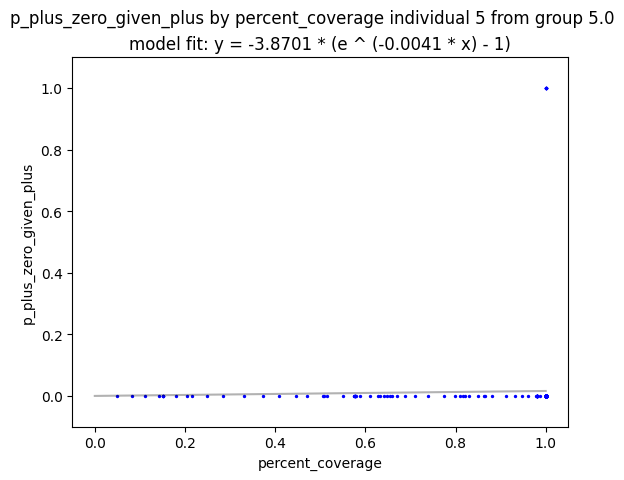 p_plus_zero_given_plus by percent_coverage individual 5 from group 5.0
model fit: y = -3.8701 * (e ^ (-0.0041 * x) - 1)
1.0
0.8
0.6
0.4
0.2
0.0
p_plus_zero_given_plus
0.0 0.2 0.4 0.6 0.8 1.0
percent_coverage